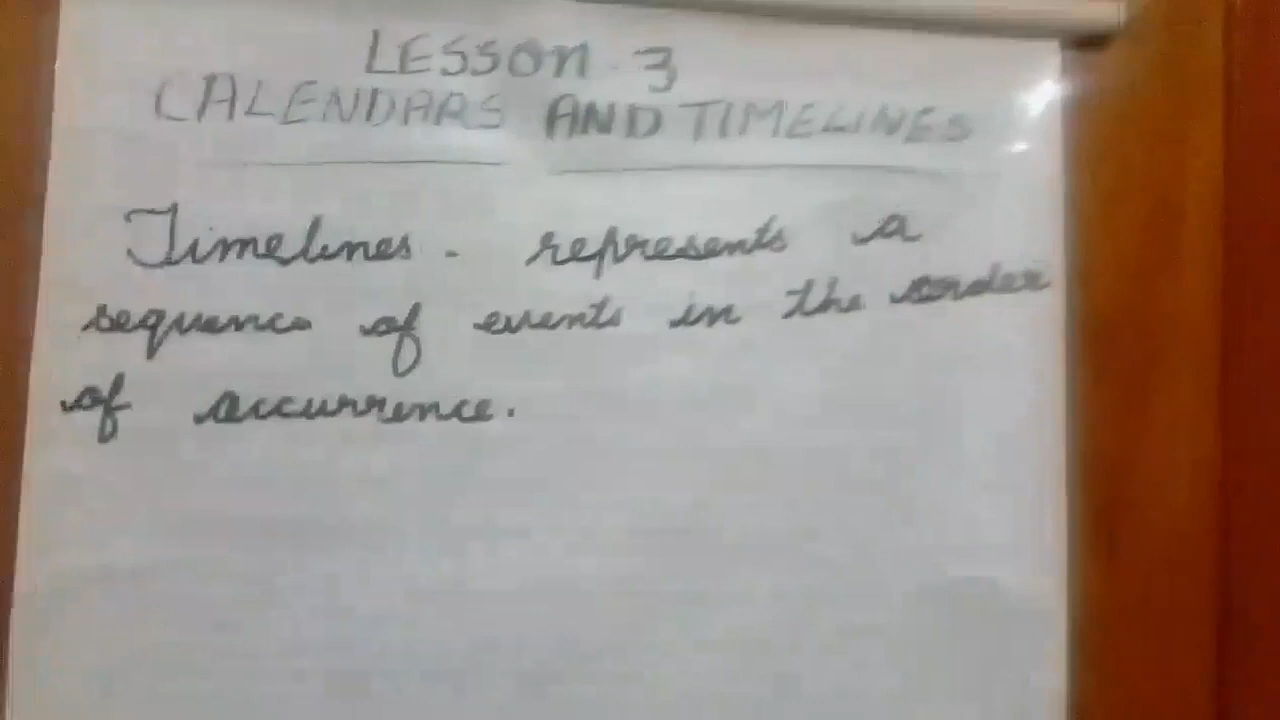 LESSON - 3
CALENDARS AND TIMELINES
Timelines - represents a
sequence of events in the order
of occurrence.